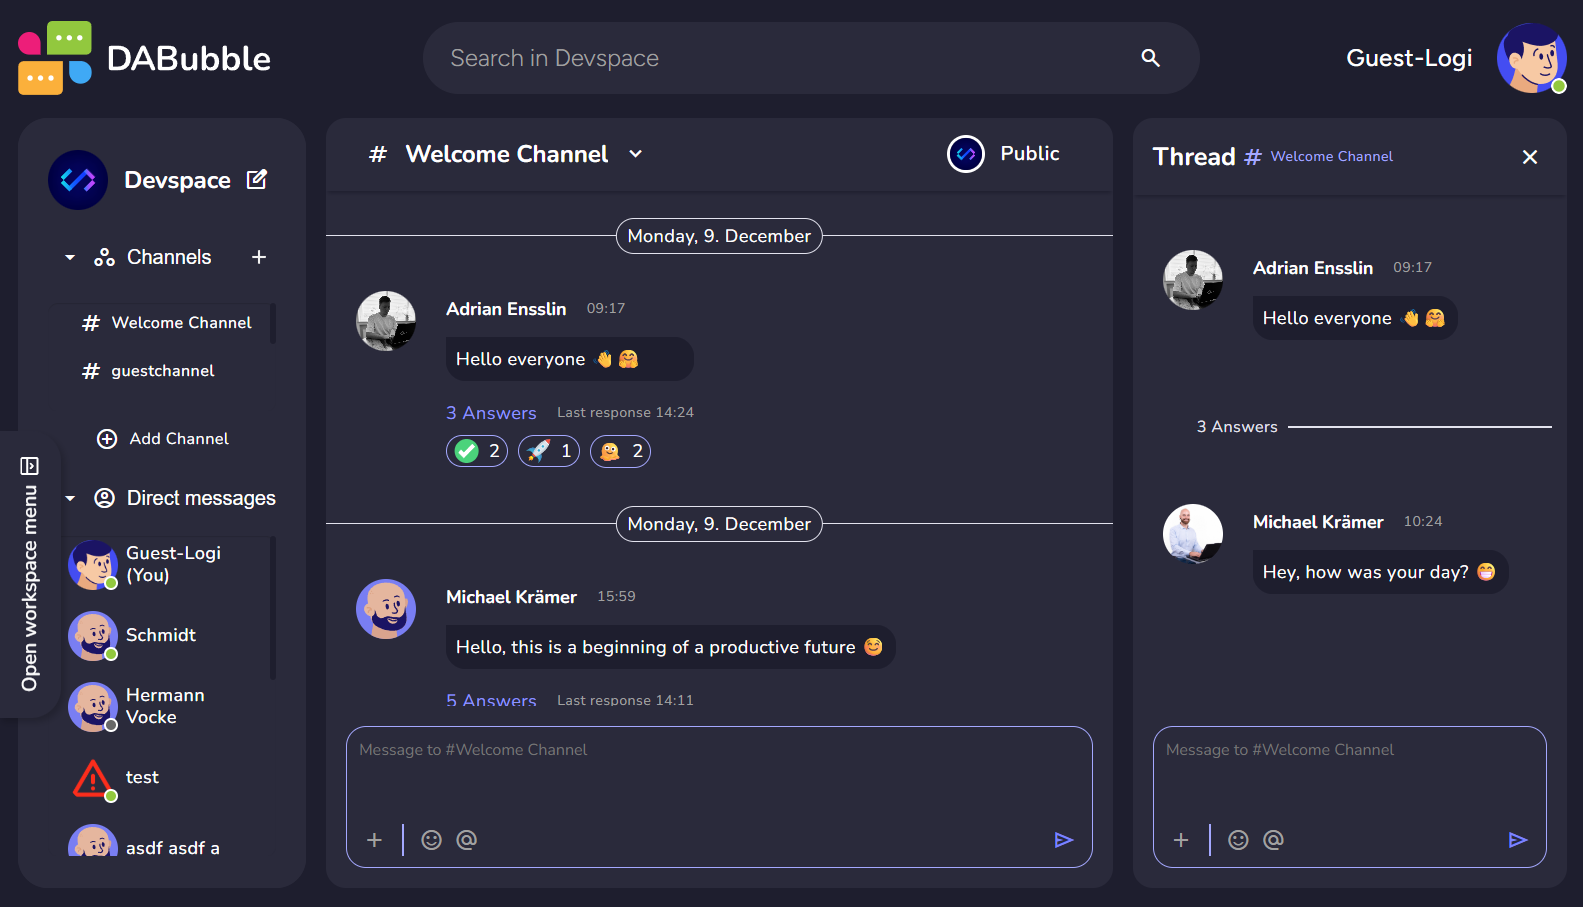 DABubble
Search in Devspace
Guest-Logi
Devspace
Channels
# Welcome Channel
# guestchannel
Add Channel
Open workspace menu
Direct messages
Guest-Logi
(You)
Schmidt
Hermann
Vocke
test
asdf asdf a
# Welcome Channel
Public
Monday, 9. December
Adrian Ensslin 09:17
Hello everyone 👋 🤗
3 Answers Last response 14:24
✅ 2 🚀 1 🫠 2
Monday, 9. December
Michael Krämer 15:59
Hello, this is a beginning of a productive future 😊
5 Answers Last response 14:11
Message to #Welcome Channel
Thread # Welcome Channel
Adrian Ensslin 09:17
Hello everyone 👋 🤗
3 Answers
Michael Krämer 10:24
Hey, how was your day? 😁
Message to #Welcome Channel